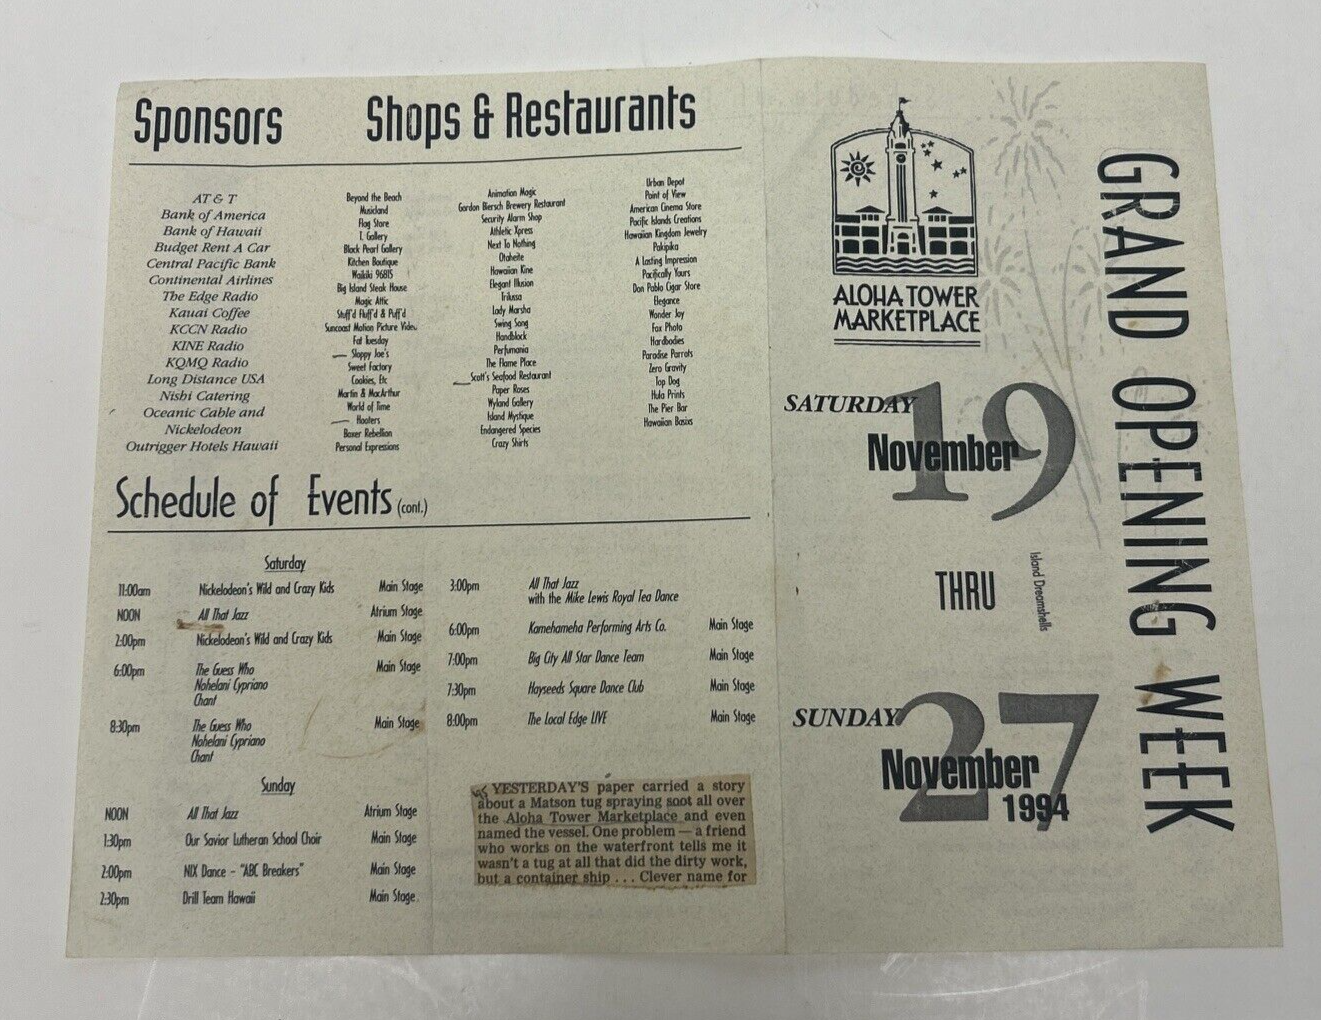 Sponsors
AT & T
Bank of America
Bank of Hawaii
Budget Rent A Car
Central Pacific Bank
Continental Airlines
The Edge Radio
Kauai Coffee
KCCN Radio
KINE Radio
KQMQ Radio
Long Distance USA
Nishi Catering
Oceanic Cable and
Nickelodeon
Outrigger Hotels Hawaii
Shops & Restaurants
Beyond the Beach
Musicland
Flag Store
T. Gallery
Black Pearl Gallery
Kitchen Boutique
Waikiki 96815
Big Island Steak House
Magic Attic
Stuff'd Fluff'd & Puff'd
Suncoast Motion Picture Video
Fat Tuesday
Sloppy Joe's
Sweet Factory
Cookies, Etc
Martin & MacArthur
World of Time
Hooters
Boxer Rebellion
Personal Expressions
Animation Magic
Gordon Biersch Brewery Restaurant
Security Alarm Shop
Athletic Xpress
Next To Nothing
Otaheite
Hawaiian Kine
Elegant Illusion
Trilussa
Lady Marsha
Swing Song
Handblock
Perfumania
The Flame Place
Scott's Seafood Restaurant
Paper Roses
Wyland Gallery
Island Mystique
Endangered Species
Crazy Shirts
Urban Depot
Point of View
American Cinema Store
Pacific Islands Creations
Hawaiian Kingdom Jewelry
Pakipika
A Lasting Impression
Pacifically Yours
Don Pablo Cigar Store
Elegance
Wonder Joy
Fox Photo
Hardbodies
Paradise Parrots
Zero Gravity
Top Dog
Hula Prints
The Pier Bar
Hawaiian Basixs
Schedule of Events (cont.)
Saturday
11:00am Nickelodeon's Wild and Crazy Kids Main Stage
NOON All That Jazz Atrium Stage
2:00pm Nickelodeon's Wild and Crazy Kids Main Stage
6:00pm The Guess Who Main Stage
Nohelani Cypriano
Chant
8:30pm The Guess Who Main Stage
Nohelani Cypriano
Chant
Sunday
NOON All That Jazz Atrium Stage
1:30pm Our Savior Lutheran School Choir Main Stage
2:00pm NIX Dance - "ABC Breakers" Main Stage
2:30pm Drill Team Hawaii Main Stage
3:00pm All That Jazz
with the Mike Lewis Royal Tea Dance
6:00pm Kamehameha Performing Arts Co. Main Stage
7:00pm Big City All Star Dance Team Main Stage
7:30pm Hayseeds Square Dance Club Main Stage
8:00pm The Local Edge LIVE Main Stage
YESTERDAY'S paper carried a story
about a Matson tug spraying soot all over
the Aloha Tower Marketplace and even
named the vessel. One problem — a friend
who works on the waterfront tells me it
wasn't a tug at all that did the dirty work,
but a container ship . . . Clever name for
ALOHA TOWER
MARKETPLACE
SATURDAY
November 19
THRU
Island Dreamshells
SUNDAY
November 27
1994
GRAND OPENING WEEK